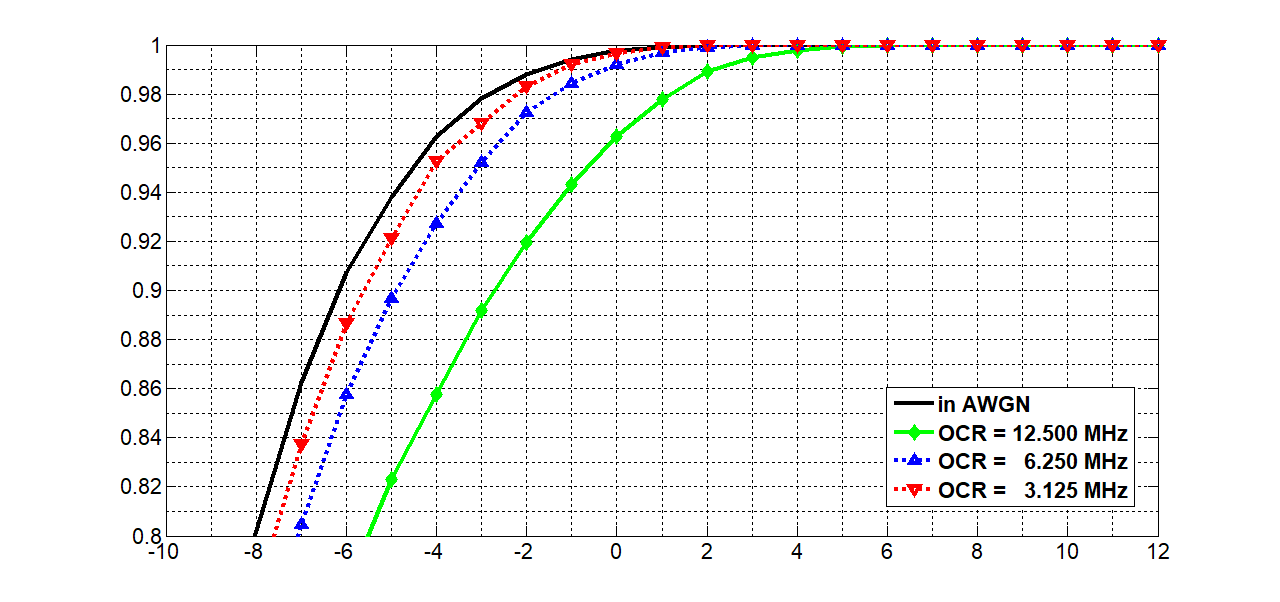 1
0.98
0.96
0.94
0.92
0.9
0.88
0.86
0.84
0.82
0.8
-10 -8 -6 -4 -2 0 2 4 6 8 10 12
in AWGN
OCR = 12.500 MHz
OCR = 6.250 MHz
OCR = 3.125 MHz